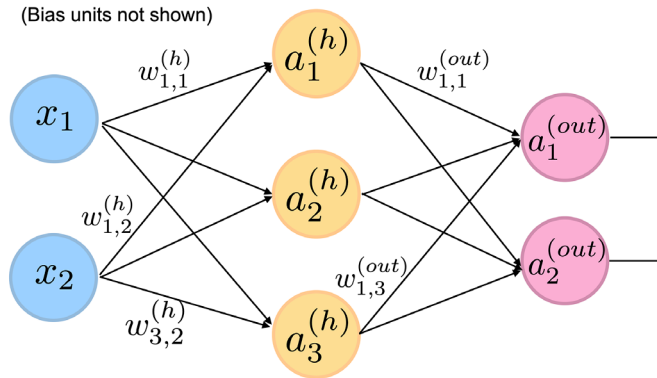 (Bias units not shown)
x_1
x_2
w_{1,1}^{(h)}
w_{1,2}^{(h)}
w_{3,2}^{(h)}
a_1^{(h)}
a_2^{(h)}
a_3^{(h)}
w_{1,1}^{(out)}
w_{1,3}^{(out)}
a_1^{(out)}
a_2^{(out)}